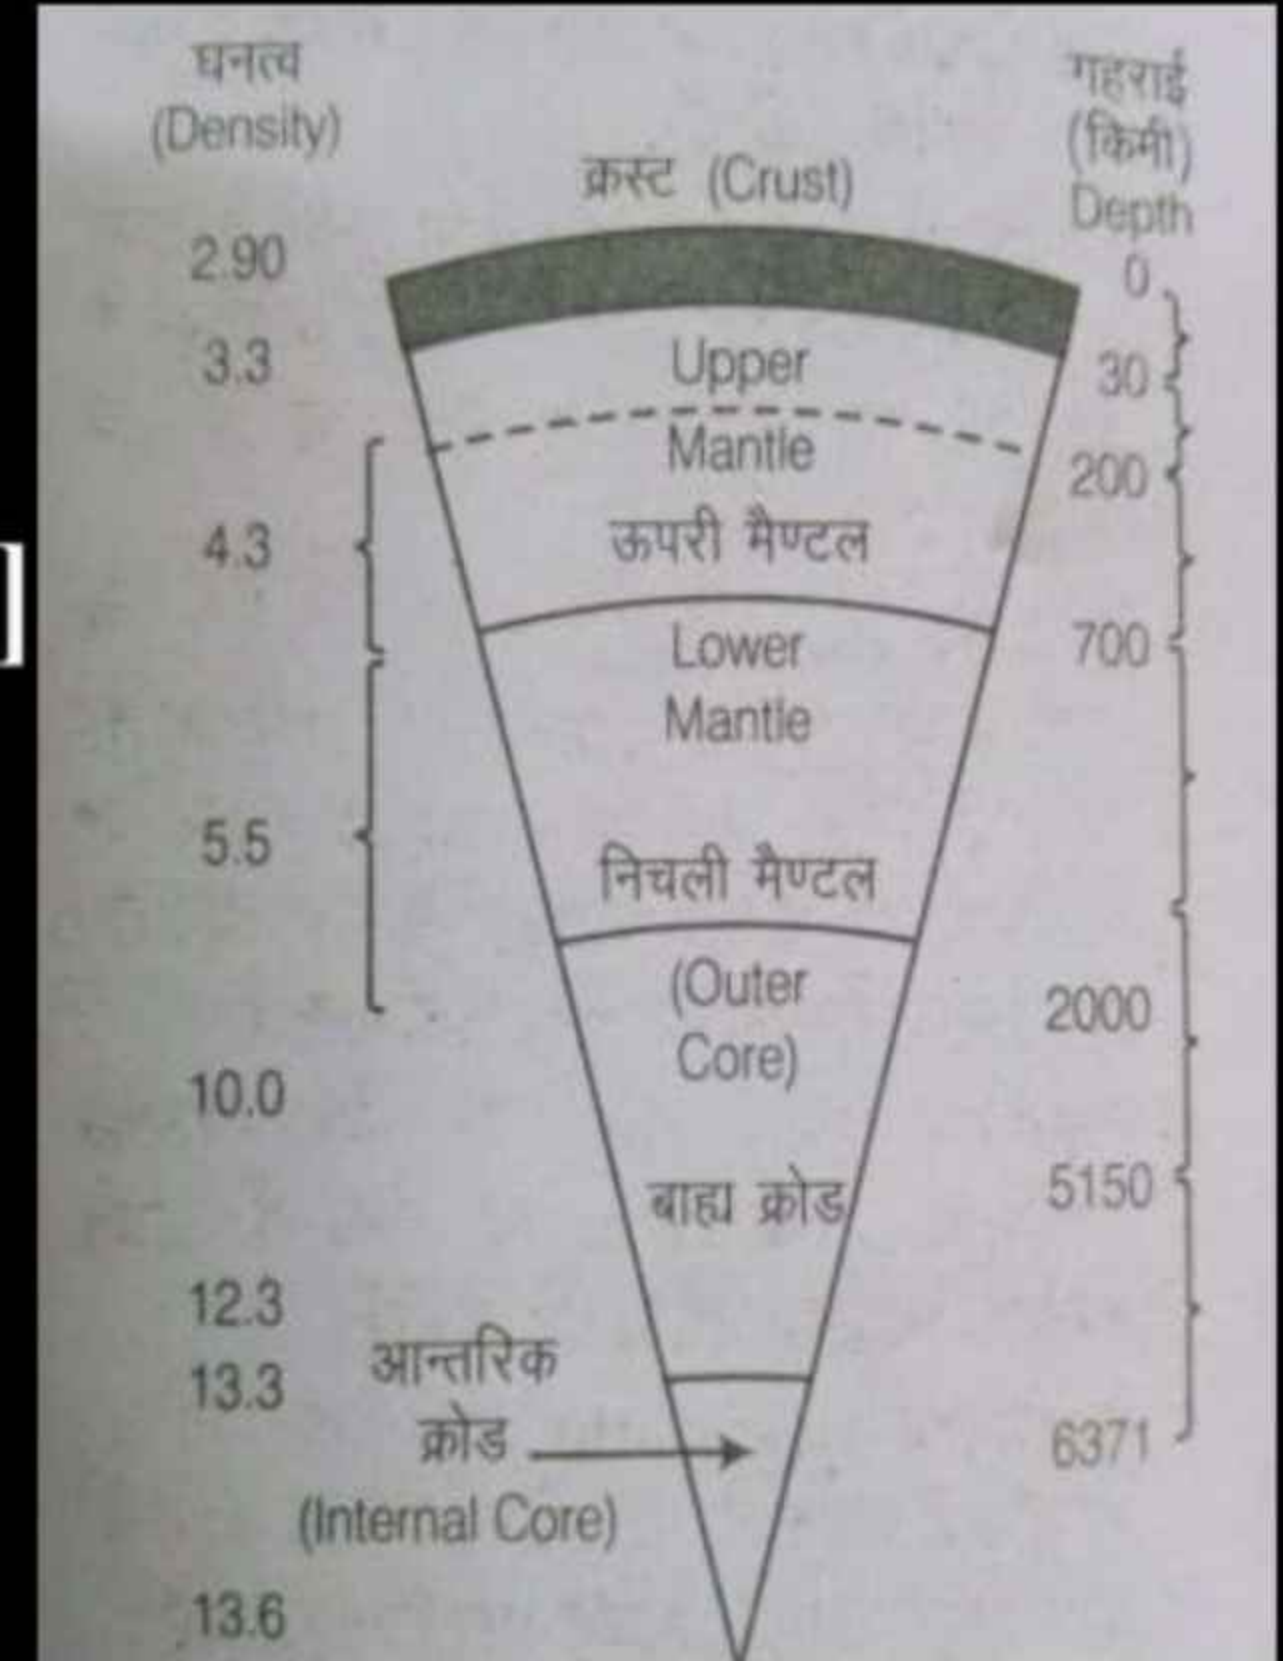 घनत्व
(Density)
गहराई
(किमी)
Depth
क्रस्ट (Crust)
2.90
0
3.3
Upper
30
Mantle
200
4.3
ऊपरी मैण्टल
Lower
700
Mantle
5.5
निचली मैण्टल
(Outer
2000
Core)
10.0
5150
बाह्य क्रोड
12.3
आन्तरिक
13.3
क्रोड
6371
(Internal Core)
13.6